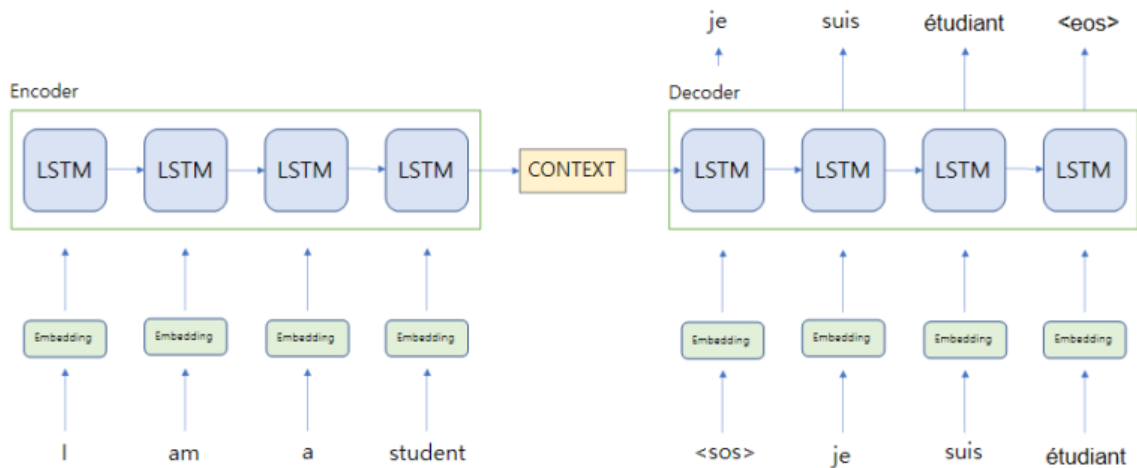 je suis étudiant <eos>
Encoder
Decoder
LSTM LSTM LSTM LSTM CONTEXT LSTM LSTM LSTM LSTM
Embedding Embedding Embedding Embedding Embedding Embedding Embedding Embedding
I am a student <sos> je suis étudiant